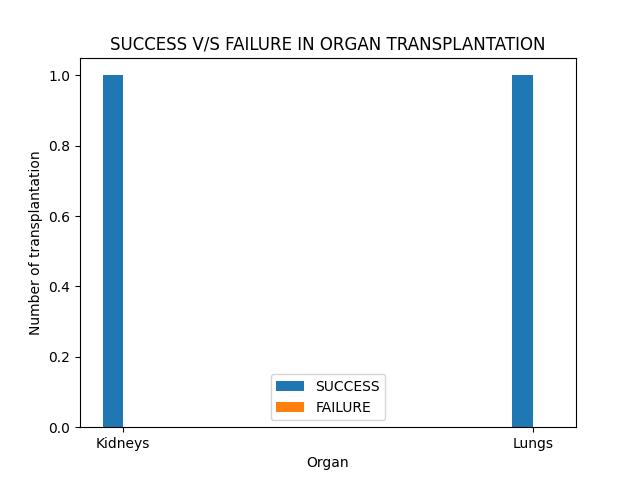 SUCCESS V/S FAILURE IN ORGAN TRANSPLANTATION
1.0
0.8
0.6
0.4
0.2
0.0
Number of transplantation
SUCCESS
FAILURE
Kidneys
Lungs
Organ